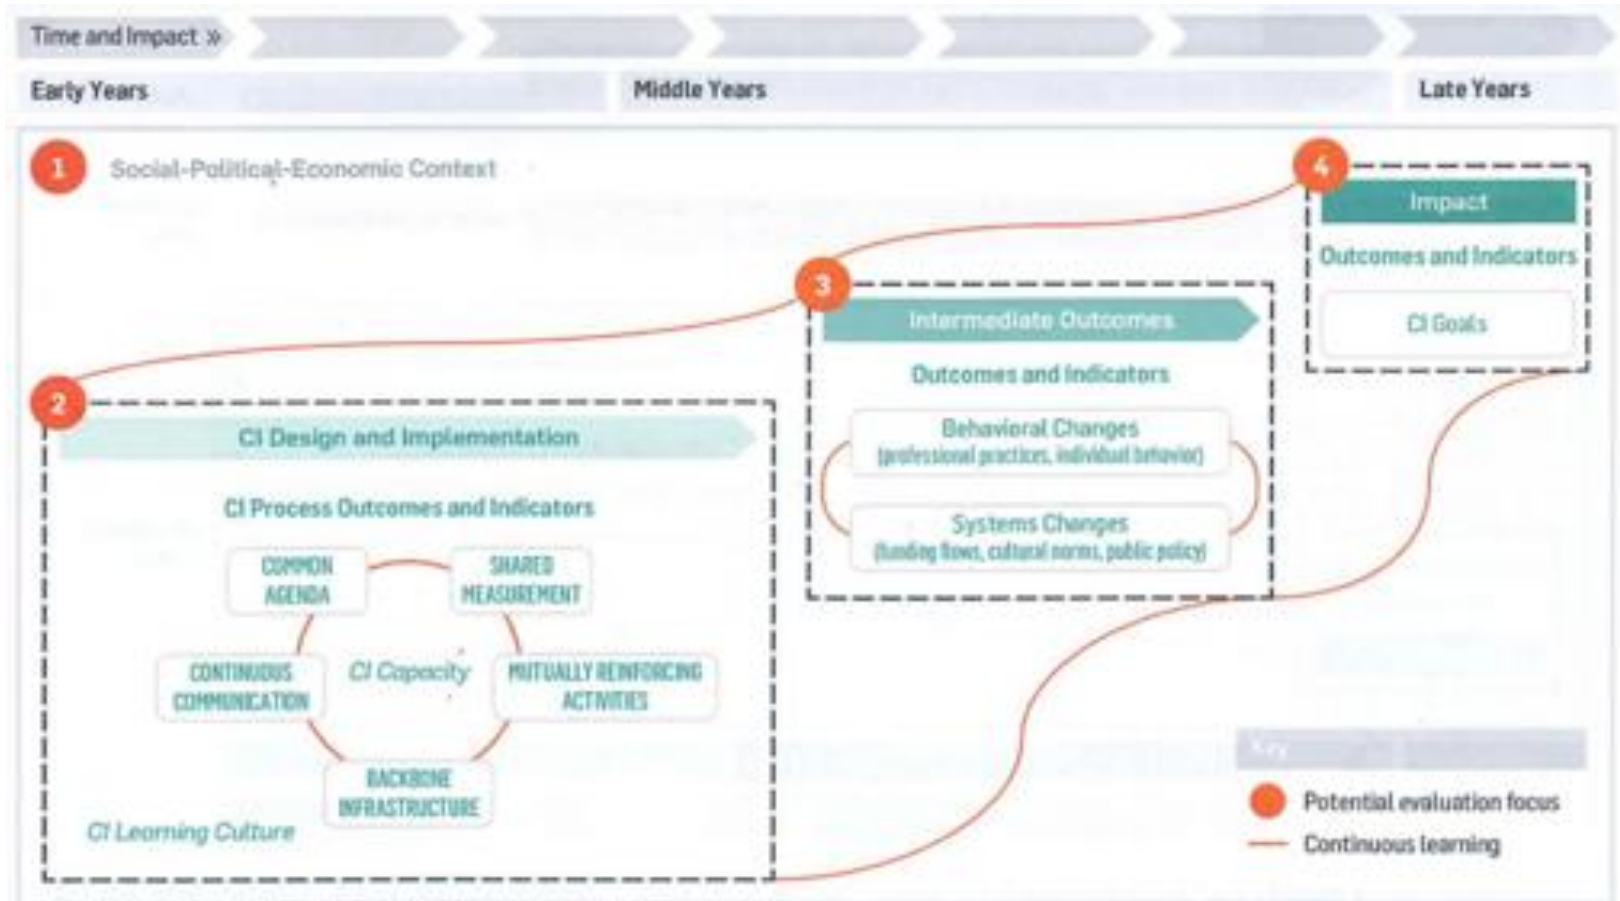 Time and Impact »
Early Years
Middle Years
Late Years
1
Social-Political-Economic Context
4
Impact
Outcomes and Indicators
CI Goals
3
Intermediate Outcomes
Outcomes and Indicators
Behavioral Changes
(professional practices, individual behavior)
Systems Changes
(funding flows, cultural norms, public policy)
2
CI Design and Implementation
CI Process Outcomes and Indicators
COMMON
AGENDA
SHARED
MEASUREMENT
CONTINUOUS
COMMUNICATION
CI Capacity
MUTUALLY REINFORCING
ACTIVITIES
BACKBONE
INFRASTRUCTURE
CI Learning Culture
Key
Potential evaluation focus
Continuous learning